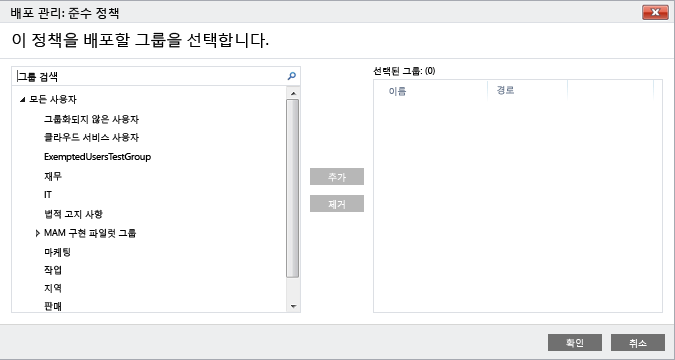 배포 관리: 준수 정책
이 정책을 배포할 그룹을 선택합니다.
그룹 검색
모든 사용자
그룹화되지 않은 사용자
클라우드 서비스 사용자
ExemptedUsersTestGroup
재무
IT
법적 고지 사항
MAM 구현 파일럿 그룹
마케팅
작업
지역
판매
추가
제거
선택된 그룹: (0)
이름 경로
확인 취소